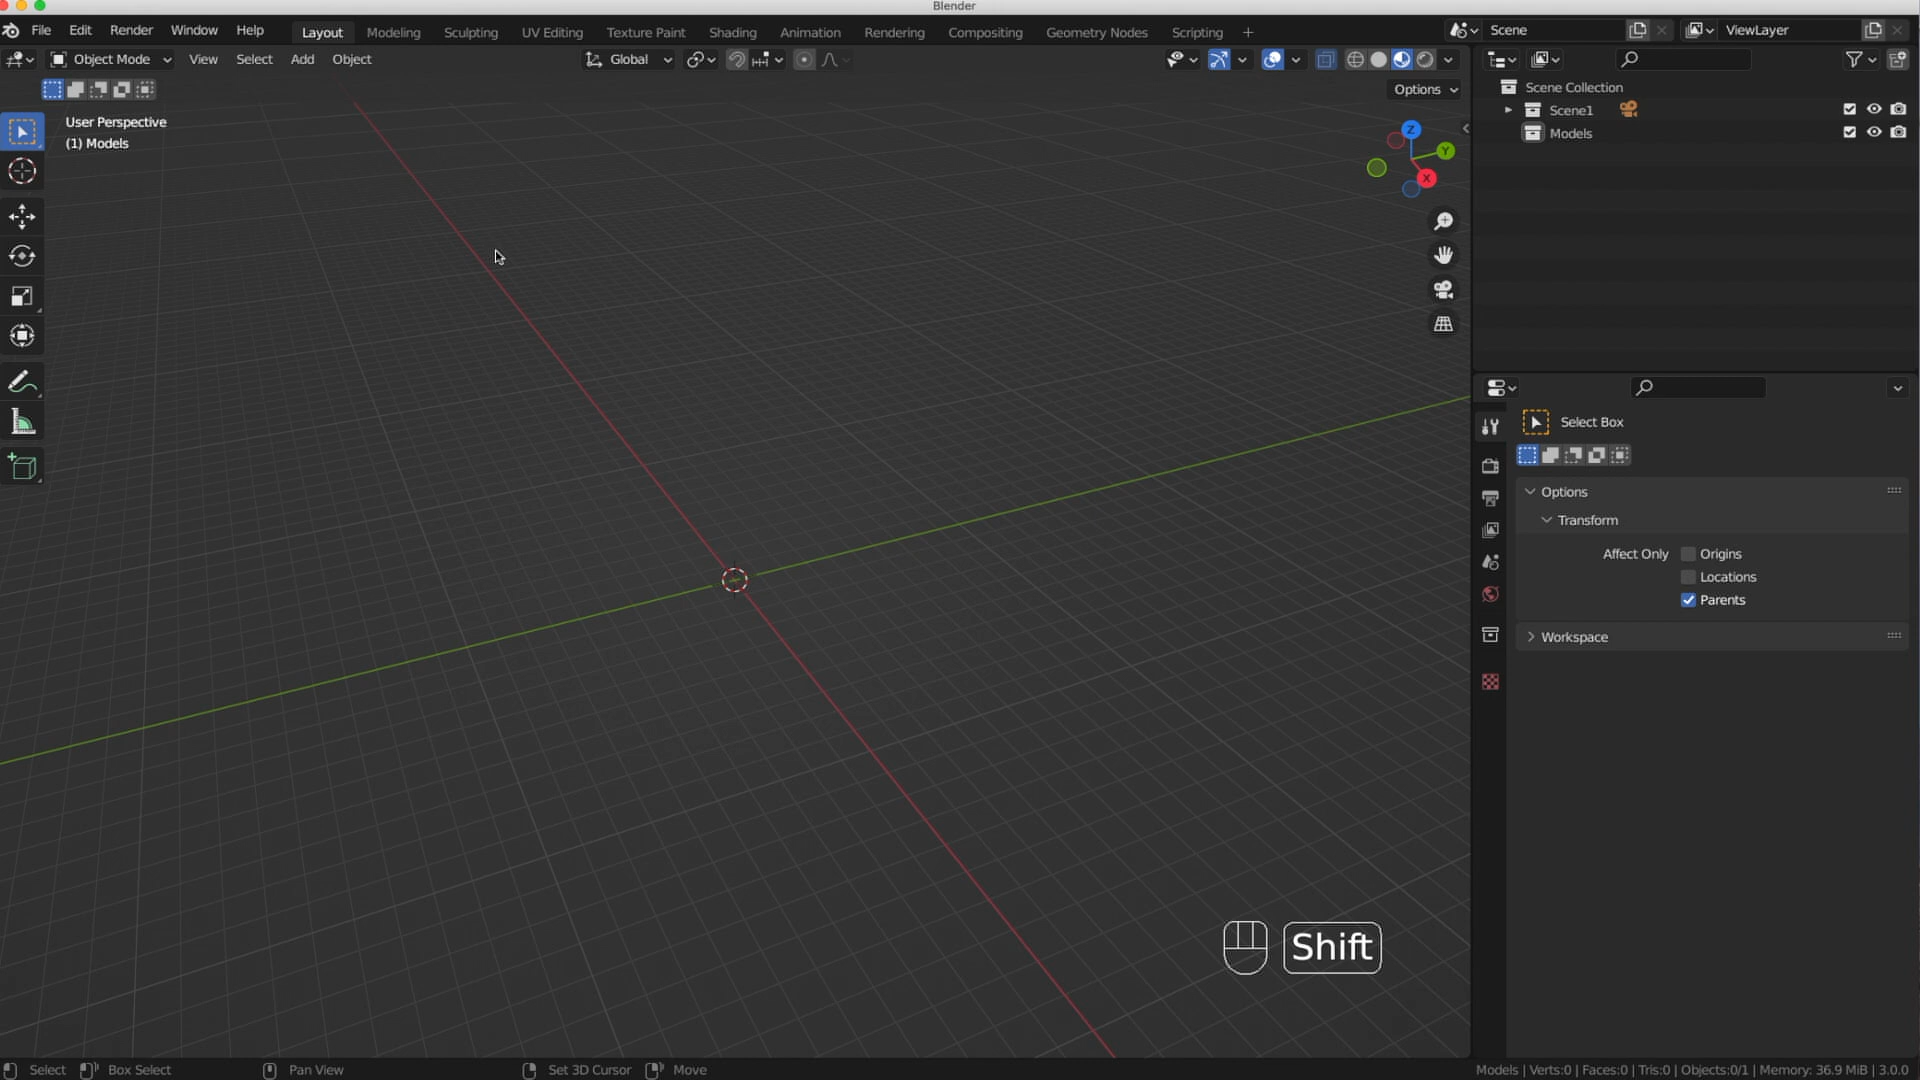 Blender
File Edit Render Window Help Layout Modeling Sculpting UV Editing Texture Paint Shading Animation Rendering Compositing Geometry Nodes Scripting + Scene ViewLayer
Object Mode View Select Add Object Global
Options
User Perspective
(1) Models
Z
Y
X
Scene Collection
Scene1
Models
Select Box
Options
Transform
Affect Only Origins
Locations
Parents
Workspace
Shift
Select Box Select Pan View Set 3D Cursor Move Models | Verts:0 | Faces:0 | Tris:0 | Objects:0/1 | Memory: 36.9 MiB | 3.0.0